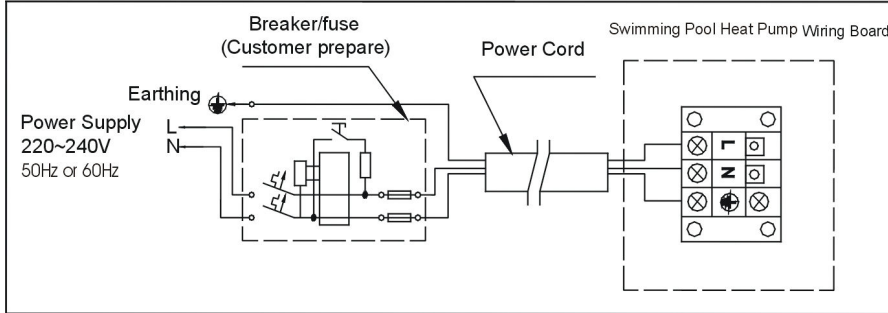 Breaker/fuse
(Customer prepare)
Power Cord
Swimming Pool Heat Pump Wiring Board
Earthing
Power Supply
220~240V
50Hz or 60Hz
L
N
L
N